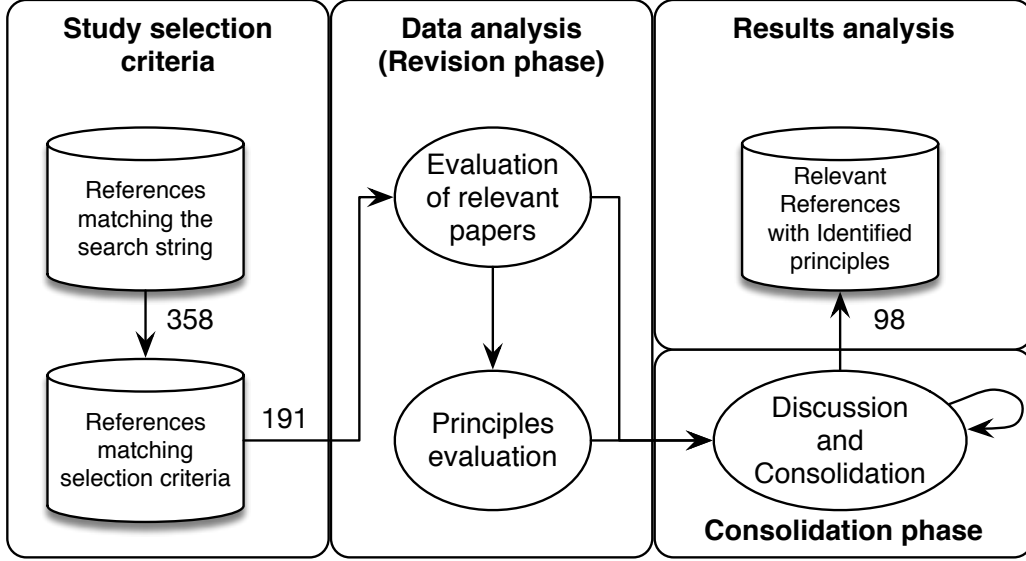 Study selection
criteria
References
matching the
search string
358
References
matching
selection criteria
191
Data analysis
(Revision phase)
Evaluation
of relevant
papers
Principles
evaluation
Results analysis
Relevant
References
with Identified
principles
98
Discussion
and
Consolidation
Consolidation phase